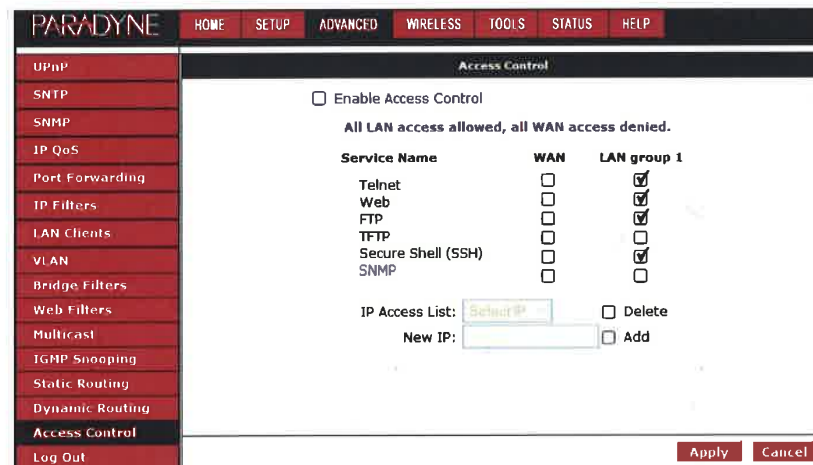 PARADYNE
HOME SETUP ADVANCED WIRELESS TOOLS STATUS HELP
UPnP
SNTP
SNMP
IP QoS
Port Forwarding
IP Filters
LAN Clients
VLAN
Bridge Filters
Web Filters
Multicast
IGMP Snooping
Static Routing
Dynamic Routing
Access Control
Log Out
Access Control
Enable Access Control
All LAN access allowed, all WAN access denied.
Service Name WAN LAN group 1
Telnet
Web
FTP
TFTP
Secure Shell (SSH)
SNMP
IP Access List: Select IP Delete
New IP: Add
Apply Cancel